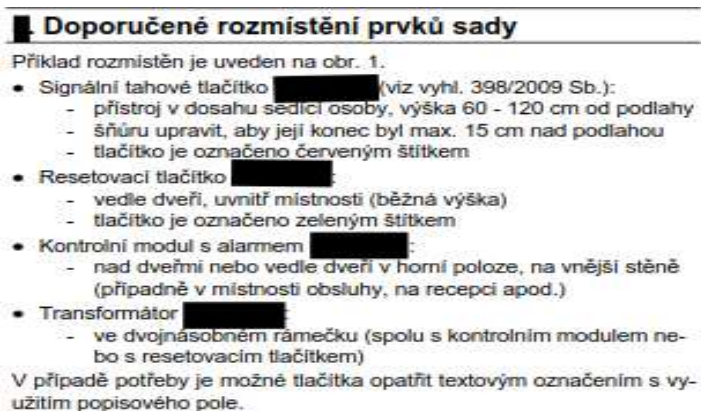 . Doporučené rozmístění prvků sady
Příklad rozmístěn je uveden na obr. 1.
• Signální tahové tlačítko (viz vyhl. 398/2009 Sb.):
- přístroj v dosahu sedící osoby, výška 60 - 120 cm od podlahy
- šňůru upravit, aby její konec byl max. 15 cm nad podlahou
- tlačítko je označeno červeným štítkem
• Resetovací tlačítko :
- vedle dveří, uvnitř místnosti (běžná výška)
- tlačítko je označeno zeleným štítkem
• Kontrolní modul s alarmem :
- nad dveřmi nebo vedle dveří v horní poloze, na vnější stěně
(případně v místnosti obsluhy, na recepci apod.)
• Transformátor :
- ve dvojnásobném rámečku (spolu s kontrolním modulem ne-
bo s resetovacím tlačítkem)
V případě potřeby je možné tlačítka opatřit textovým označením s vy-
užitím popisového pole.